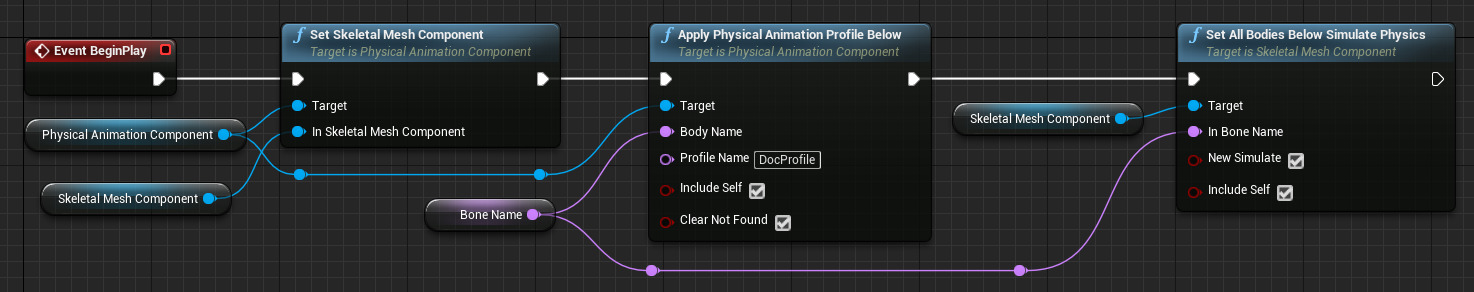 Event BeginPlay
Physical Animation Component
Skeletal Mesh Component
Set Skeletal Mesh Component
Target is Physical Animation Component
Target
In Skeletal Mesh Component
Bone Name
Apply Physical Animation Profile Below
Target is Physical Animation Component
Target
Body Name
Profile Name DocProfile
Include Self
Clear Not Found
Skeletal Mesh Component
Set All Bodies Below Simulate Physics
Target is Skeletal Mesh Component
Target
In Bone Name
New Simulate
Include Self